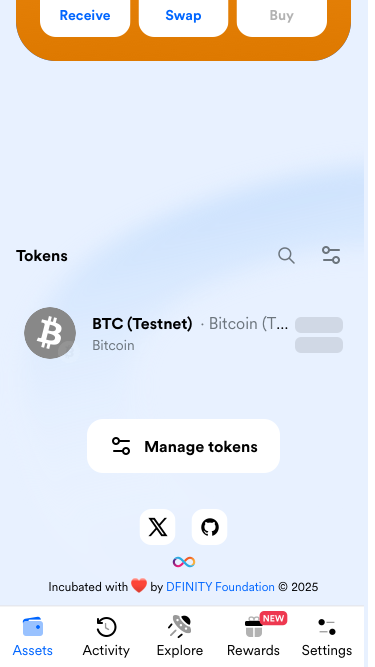 Receive
Swap
Buy
Tokens
BTC (Testnet) · Bitcoin (T...
Bitcoin
Manage tokens
Incubated with ❤️ by DFINITY Foundation © 2025
NEW
Assets
Activity
Explore
Rewards
Settings